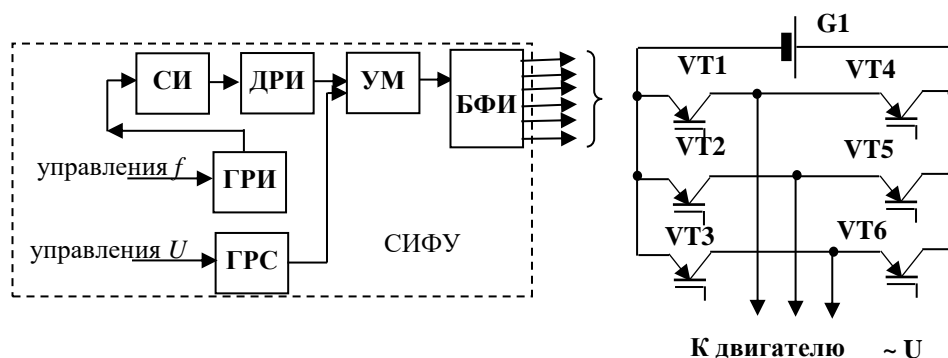 G1
VT1
VT4
СИ
ДРИ
УМ
БФИ
VT2
VT5
управления f
ГРИ
VT3
VT6
управления U
ГРС
СИФУ
К двигателю ~ U